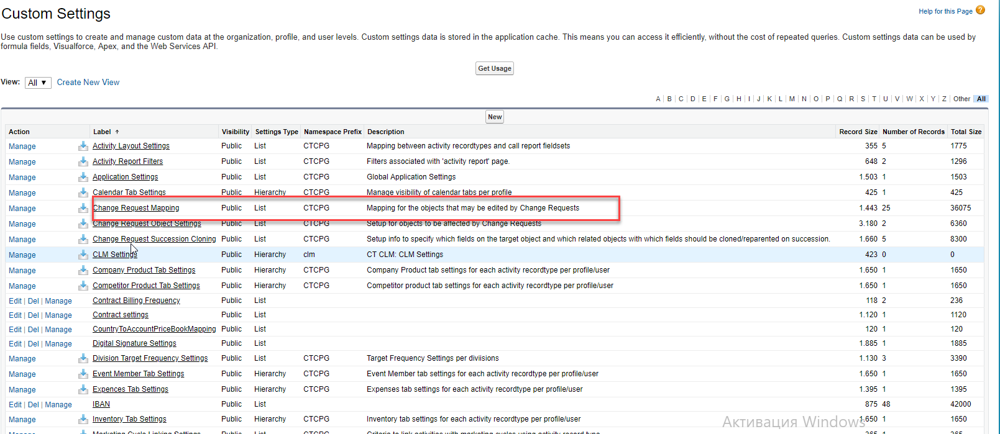 Custom Settings
Help for this Page ?
Use custom settings to create and manage custom data at the organization, profile, and user levels. Custom settings data is stored in the application cache. This means you can access it efficiently, without the cost of repeated queries. Custom settings data can be used by
formula fields, Visualforce, Apex, and the Web Services API.
Get Usage
View: All ▼ Create New View
A | B | C | D | E | F | G | H | I | J | K | L | M | N | O | P | Q | R | S | T | U | V | W | X | Y | Z | Other | All
New
Action Label ↑ Visibility Settings Type Namespace Prefix Description Record Size Number of Records Total Size
Manage Activity Layout Settings Public List CTCPG Mapping between activity recordtypes and call report fieldsets 355 5 1775
Manage Activity Report Filters Public List CTCPG Filters associated with 'activity report' page. 648 2 1296
Manage Application Settings Public List CTCPG Global Application Settings 1.503 1 1503
Manage Calendar Tab Settings Public Hierarchy CTCPG Manage visibility of calendar tabs per profile 425 1 425
Manage Change Request Mapping Public List CTCPG Mapping for the objects that may be edited by Change Requests 1.443 25 36075
Manage Change Request Object Settings Public List CTCPG Setup for objects to be affected by Change Requests 3.180 2 6360
Manage Change Request Succession Cloning Public List CTCPG Setup info to specify which fields on the target object and which related objects with which fields should be cloned/reparented on succession. 1.660 5 8300
Manage CLM Settings Public Hierarchy clm CT CLM: CLM Settings 423 0 0
Manage Company Product Tab Settings Public Hierarchy CTCPG Company Product tab settings for each activity recordtype per profile/user 1.650 1 1650
Manage Competitor Product Tab Settings Public Hierarchy CTCPG Competitor product tab settings for each activity recordtype per profile/user 1.650 1 1650
Edit | Del | Manage Contract Billing Frequency Public List 118 2 236
Edit | Del | Manage Contract settings Public List 1.120 1 1120
Edit | Del | Manage CountryToAccountPriceBookMapping Public List 120 1 120
Edit | Del | Manage Digital Signature Settings Public List 1.885 1 1885
Manage Division Target Frequency Settings Public List CTCPG Target Frequency Settings per diviisions 1.130 3 3390
Manage Event Member Tab Settings Public Hierarchy CTCPG Event Member tab settings for each activity recordtype per profile/user 1.650 1 1650
Manage Expences Tab Settings Public Hierarchy CTCPG Expenses tab settings for each activity recordtype per profile/user 1.395 1 1395
Edit | Del | Manage IBAN Public List 875 48 42000
Manage Inventory Tab Settings Public Hierarchy CTCPG Inventory tab settings for each activity recordtype per profile/user 1.650 1 1650
Активация Windows
Manage Marketing Cycle Linking Settings Public List CTCPG Criteria to link activities with marketing cycles using activity record type 265 1 265